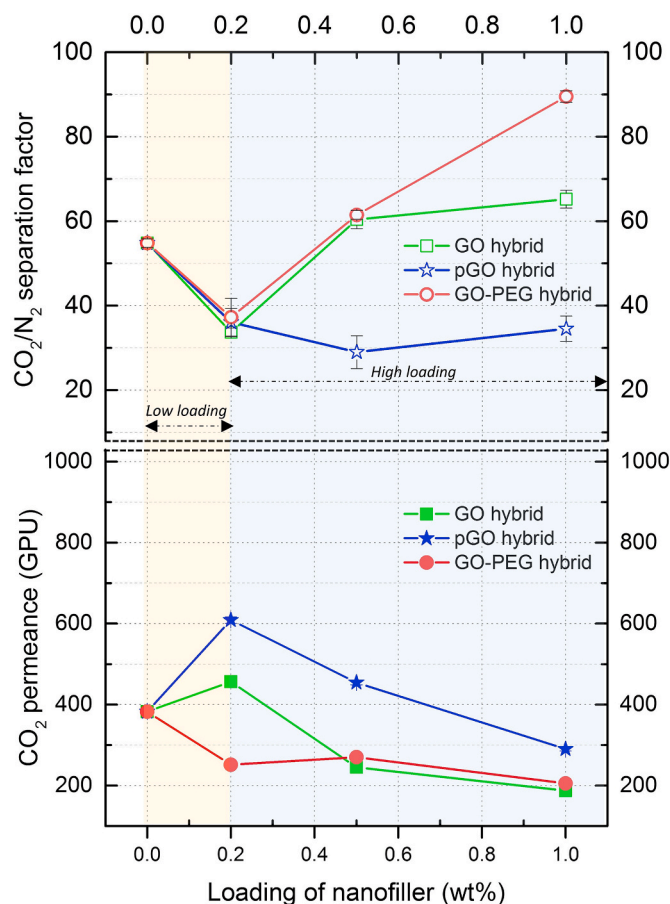 0.0 0.2 0.4 0.6 0.8 1.0
100 100
80 80
60 60
40 40
20 20
CO₂/N₂ separation factor
GO hybrid
pGO hybrid
GO-PEG hybrid
High loading
Low loading
1000 1000
800 800
600 600
400 400
200 200
CO₂ permeance (GPU)
GO hybrid
pGO hybrid
GO-PEG hybrid
0.0 0.2 0.4 0.6 0.8 1.0
Loading of nanofiller (wt%)